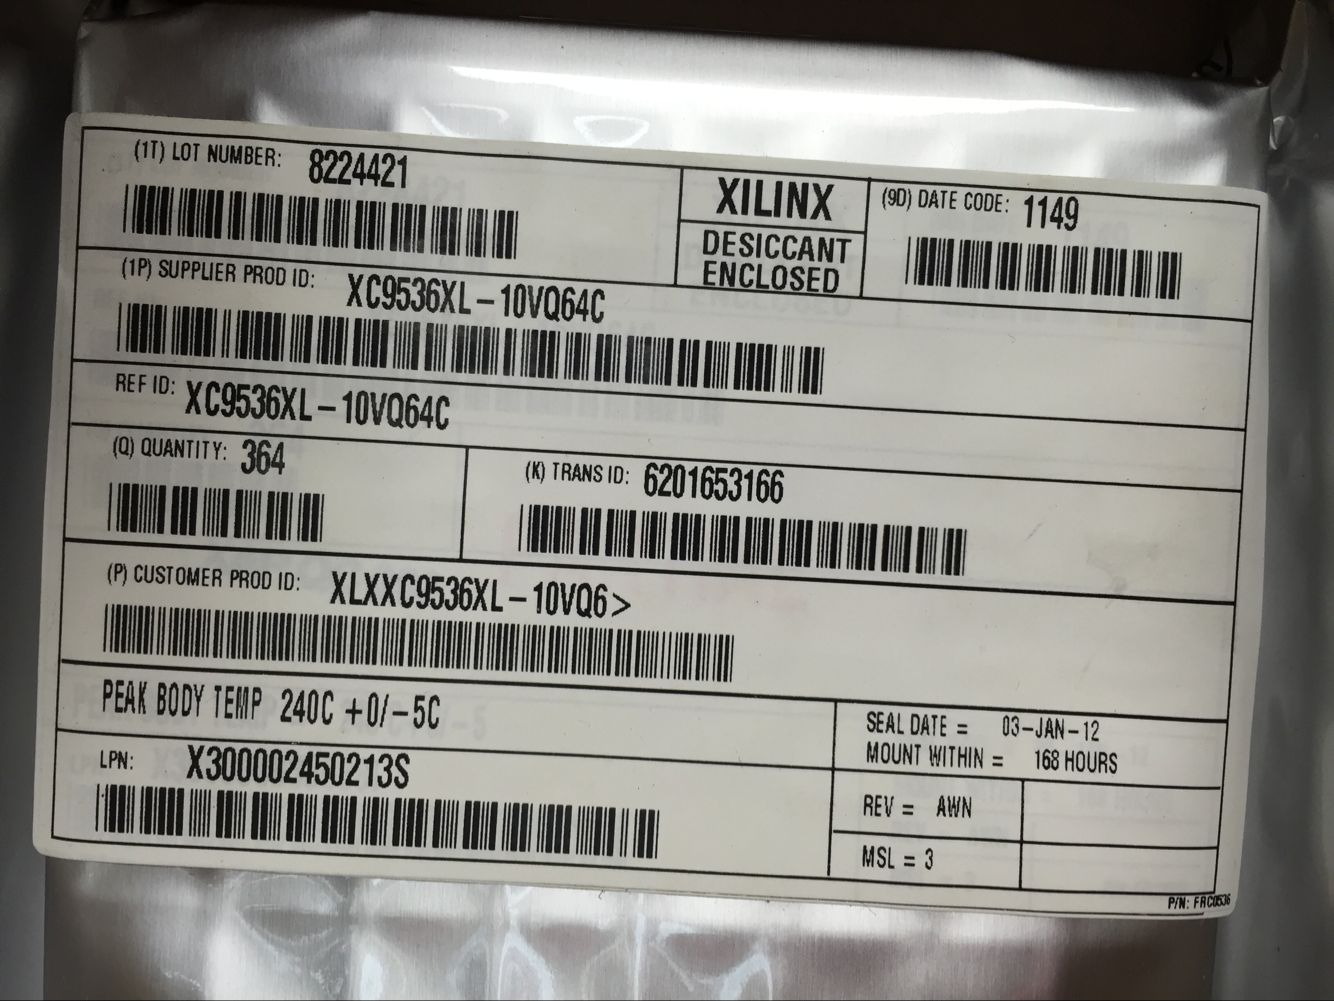 (1T) LOT NUMBER: 8224421
XILINX
DESICCANT
ENCLOSED
(9D) DATE CODE: 1149
(1P) SUPPLIER PROD ID: XC9536XL-10VQ64C
REF ID: XC9536XL-10VQ64C
(Q) QUANTITY: 364
(K) TRANS ID: 6201653166
(P) CUSTOMER PROD ID: XLXXC9536XL-10VQ6>
PEAK BODY TEMP 240C +0/-5C
SEAL DATE = 03-JAN-12
MOUNT WITHIN = 168 HOURS
LPN: X300002450213S
REV = AWN
MSL = 3
P/N: FRC0536